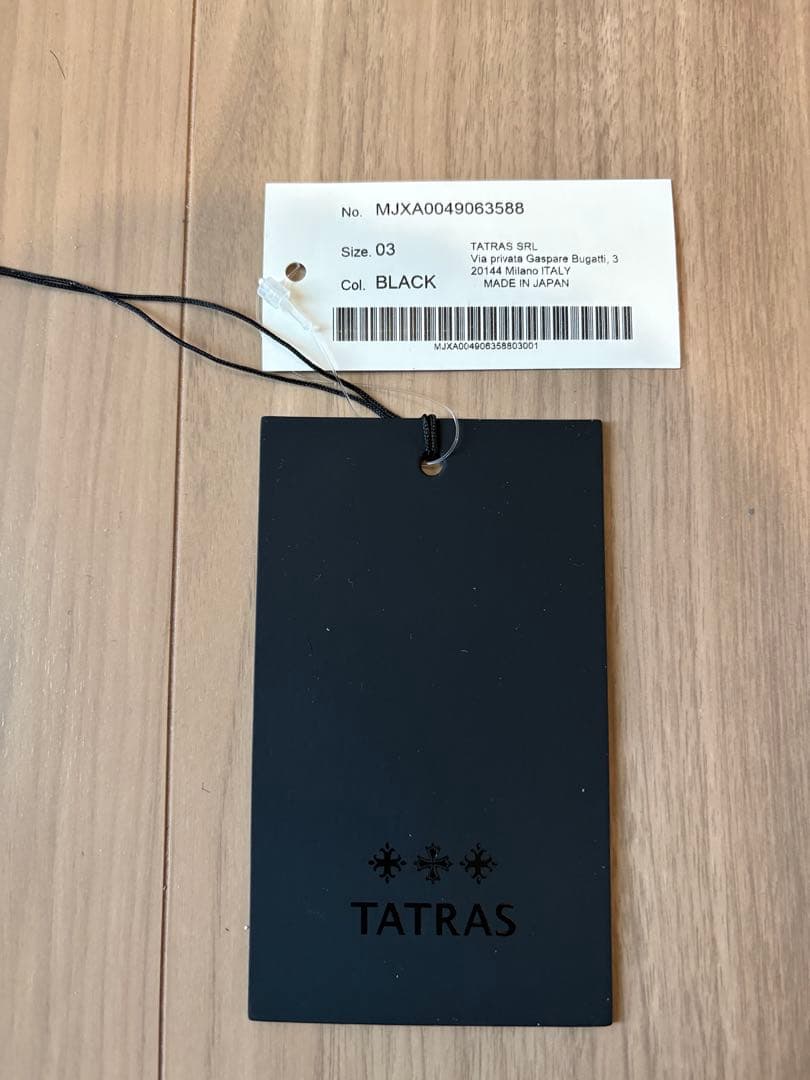 No. MJXA0049063588
Size. 03
Col. BLACK
TATRAS SRL
Via privata Gaspare Bugatti, 3
20144 Milano ITALY
MADE IN JAPAN
MJXA004906358803001
TATRAS